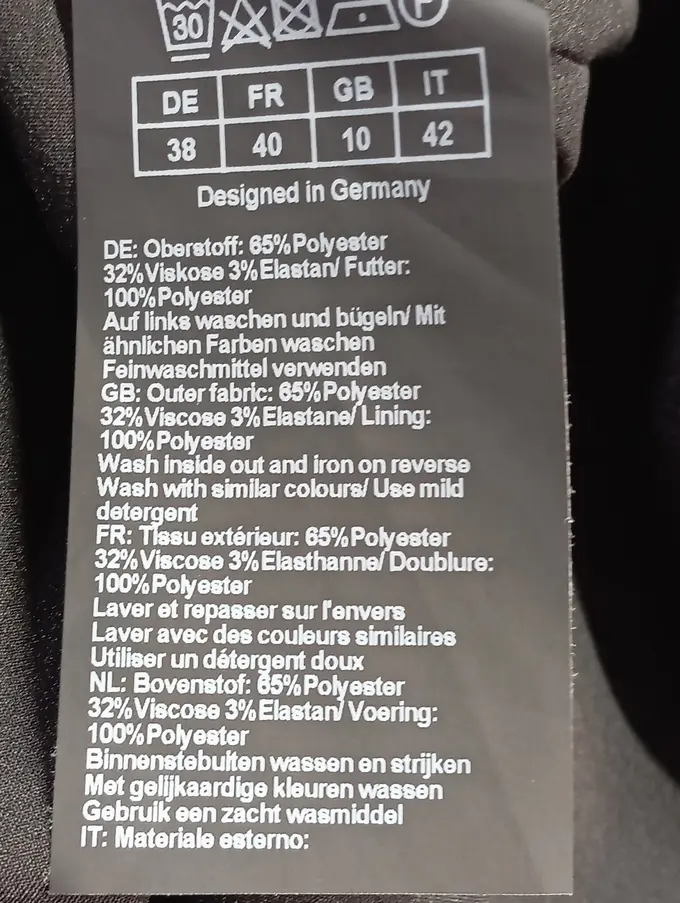 30
DE FR GB IT
38 40 10 42
Designed in Germany
DE: Oberstoff: 65%Polyester
32%Viskose 3%Elastan/ Futter:
100%Polyester
Auf links waschen und bügeln/ Mit
ähnlichen Farben waschen
Feinwaschmittel verwenden
GB: Outer fabric: 65%Polyester
32%Viscose 3%Elastane/ Lining:
100%Polyester
Wash inside out and iron on reverse
Wash with similar colours/ Use mild
detergent
FR: Tissu extérieur: 65%Polyester
32%Viscose 3%Elasthanne/ Doublure:
100%Polyester
Laver et repasser sur l'envers
Laver avec des couleurs similaires
Utiliser un détergent doux
NL: Bovenstof: 65%Polyester
32%Viscose 3%Elastan/ Voering:
100%Polyester
Binnenstebuiten wassen en strijken
Met gelijkaardige kleuren wassen
Gebruik een zacht wasmiddel
IT: Materiale esterno: